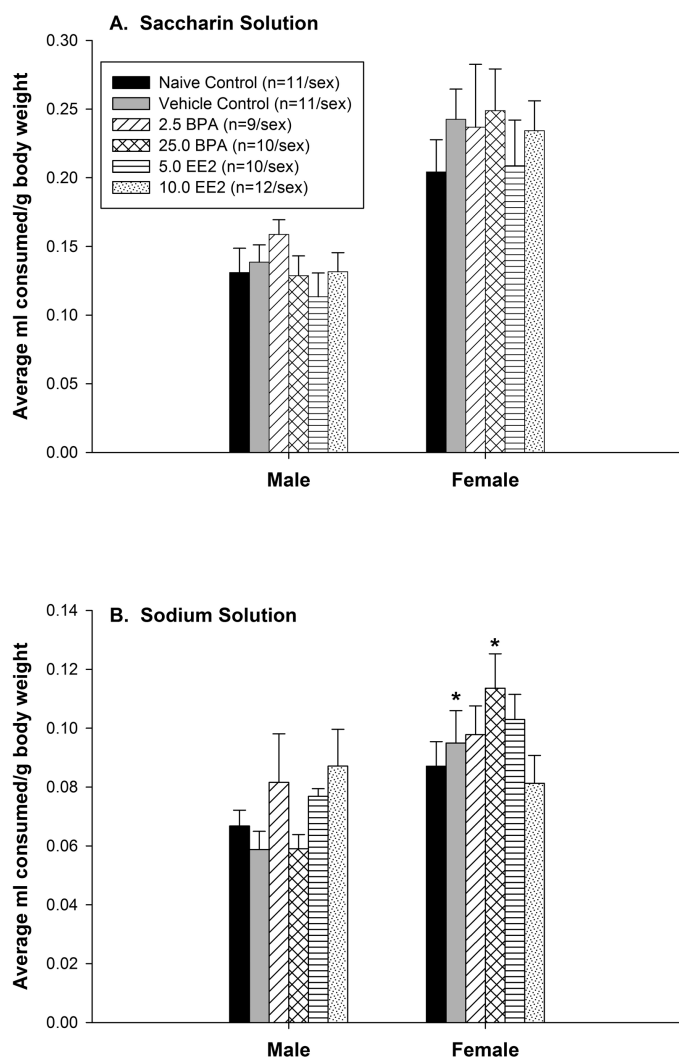 A. Saccharin Solution
0.30
0.25
0.20
0.15
0.10
0.05
0.00
Average ml consumed/g body weight
Naive Control (n=11/sex)
Vehicle Control (n=11/sex)
2.5 BPA (n=9/sex)
25.0 BPA (n=10/sex)
5.0 EE2 (n=10/sex)
10.0 EE2 (n=12/sex)
Male Female
B. Sodium Solution
0.14
0.12
0.10
0.08
0.06
0.04
0.02
0.00
Average ml consumed/g body weight
* *
Male Female